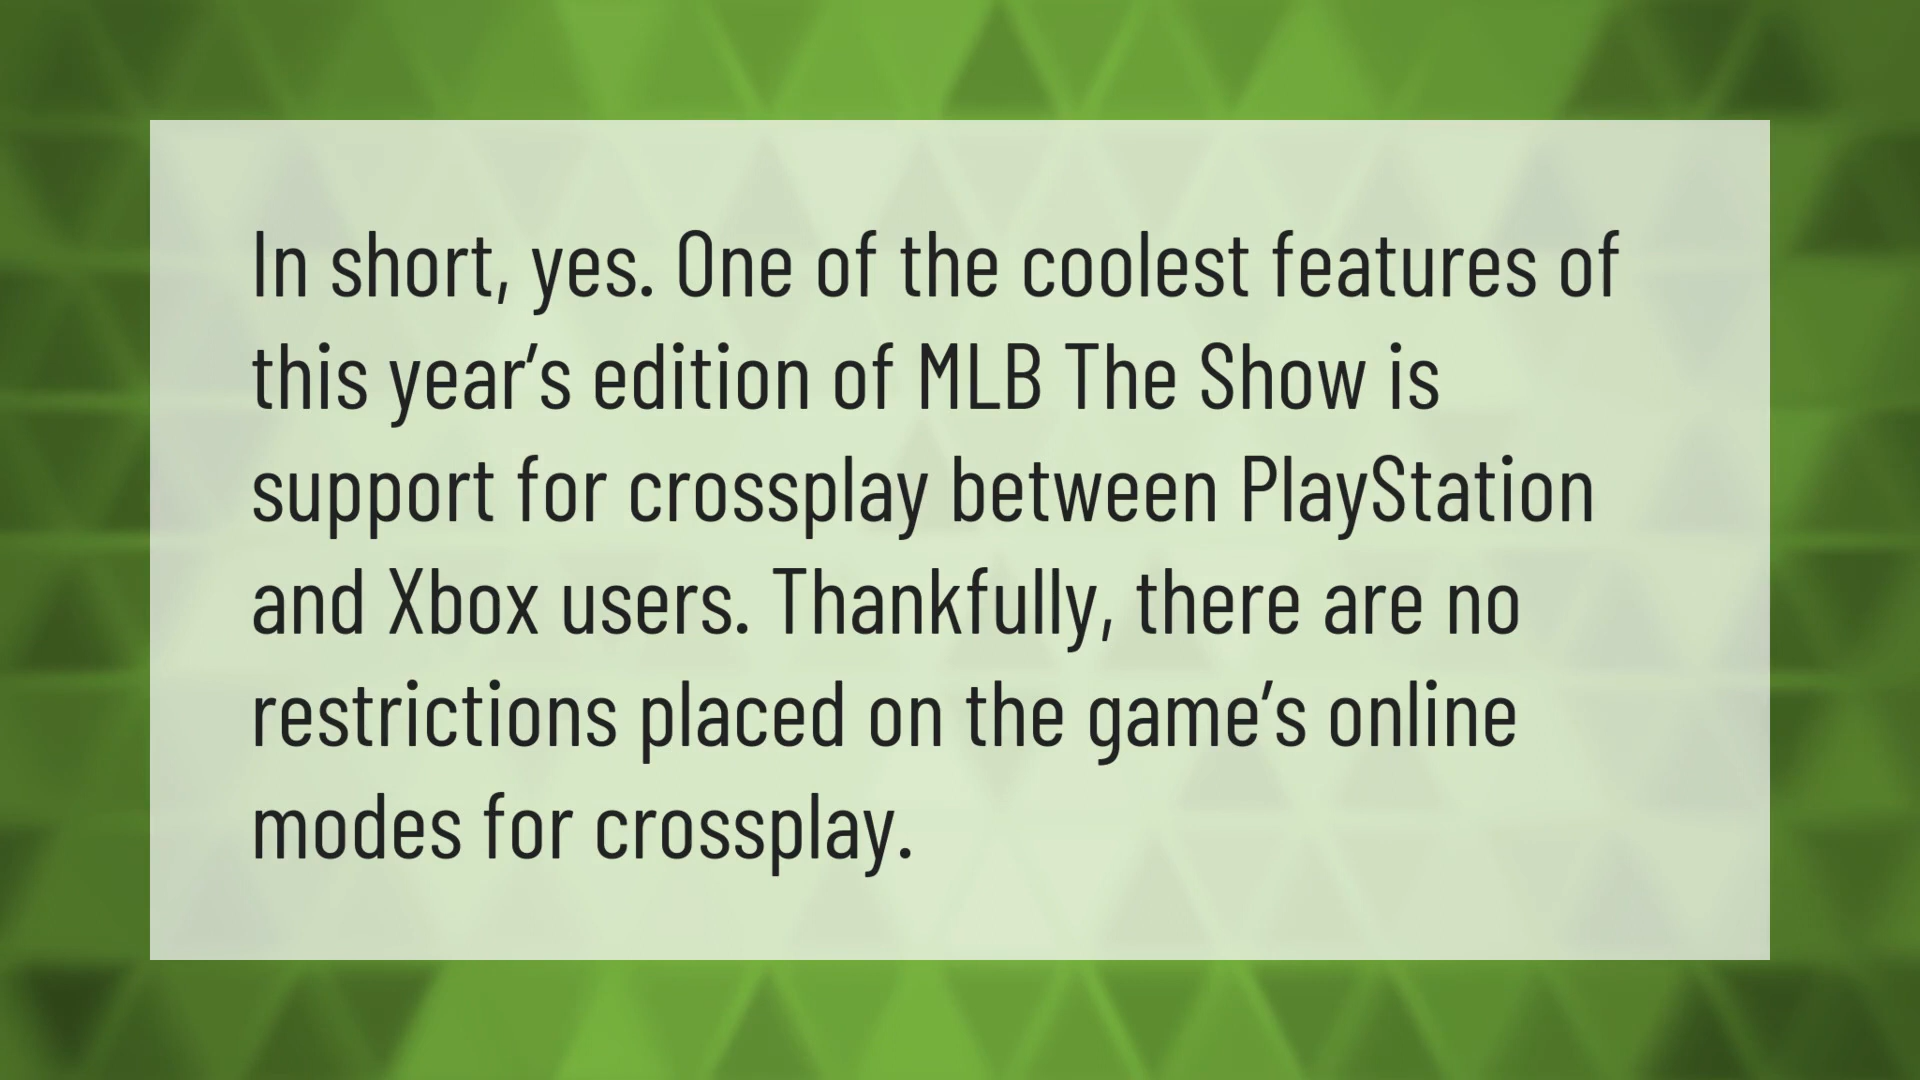 In short, yes. One of the coolest features of
this year’s edition of MLB The Show is
support for crossplay between PlayStation
and Xbox users. Thankfully, there are no
restrictions placed on the game’s online
modes for crossplay.